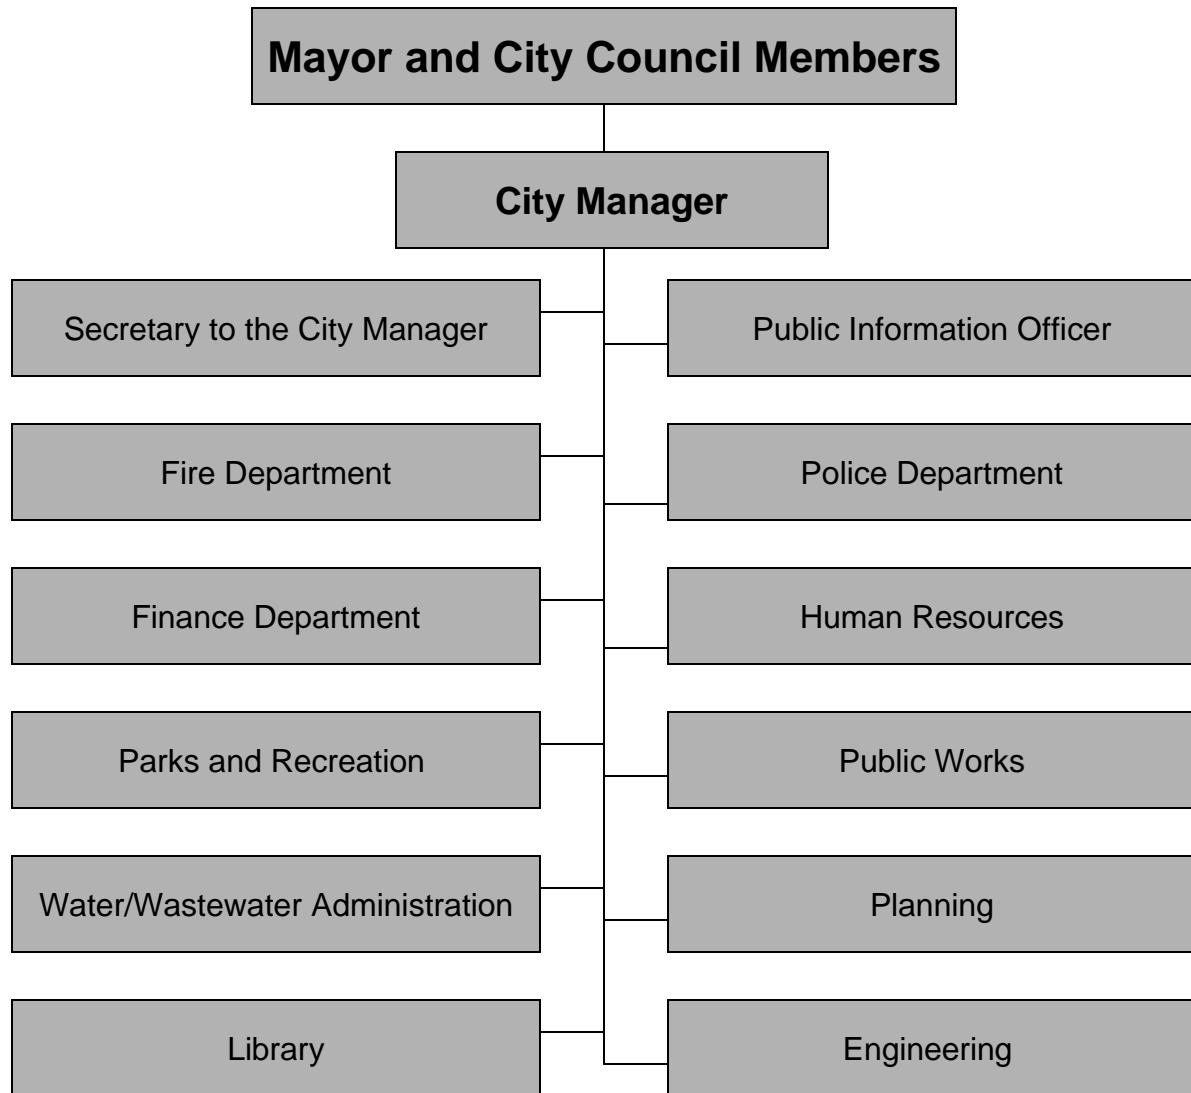 Mayor and City Council Members
City Manager
Secretary to the City Manager
Public Information Officer
Fire Department
Police Department
Finance Department
Human Resources
Parks and Recreation
Public Works
Water/Wastewater Administration
Planning
Library
Engineering